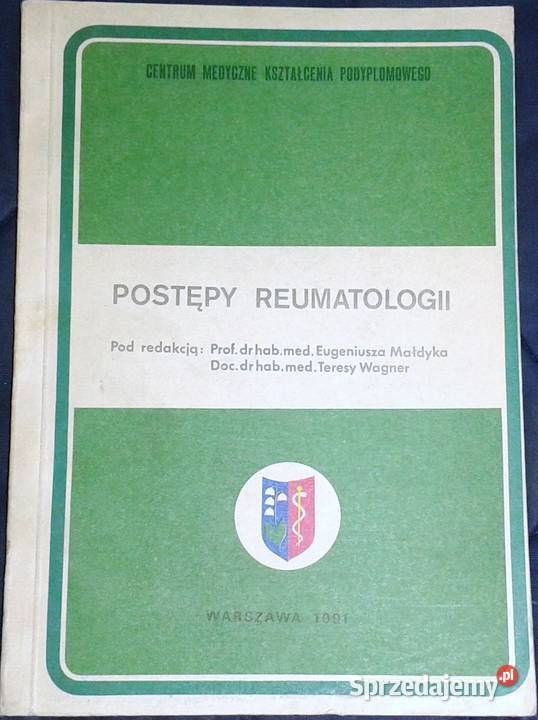 CENTRUM MEDYCZNE KSZTAŁCENIA PODYPLOMOWEGO
POSTĘPY REUMATOLOGII
Pod redakcją: Prof. dr hab. med. Eugeniusza Małdyka
Doc. dr hab. med. Teresy Wagner
WARSZAWA 1991
Sprzedajemy.pl